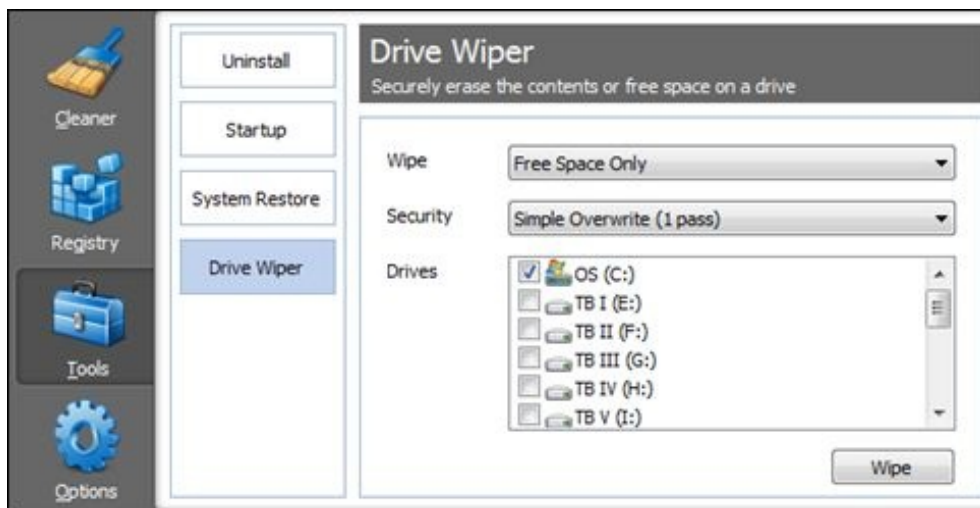 Cleaner
Registry
Tools
Options
Uninstall
Startup
System Restore
Drive Wiper
Drive Wiper
Securely erase the contents or free space on a drive
Wipe
Free Space Only
Security
Simple Overwrite (1 pass)
Drives
OS (C:)
TB I (E:)
TB II (F:)
TB III (G:)
TB IV (H:)
TB V (I:)
Wipe